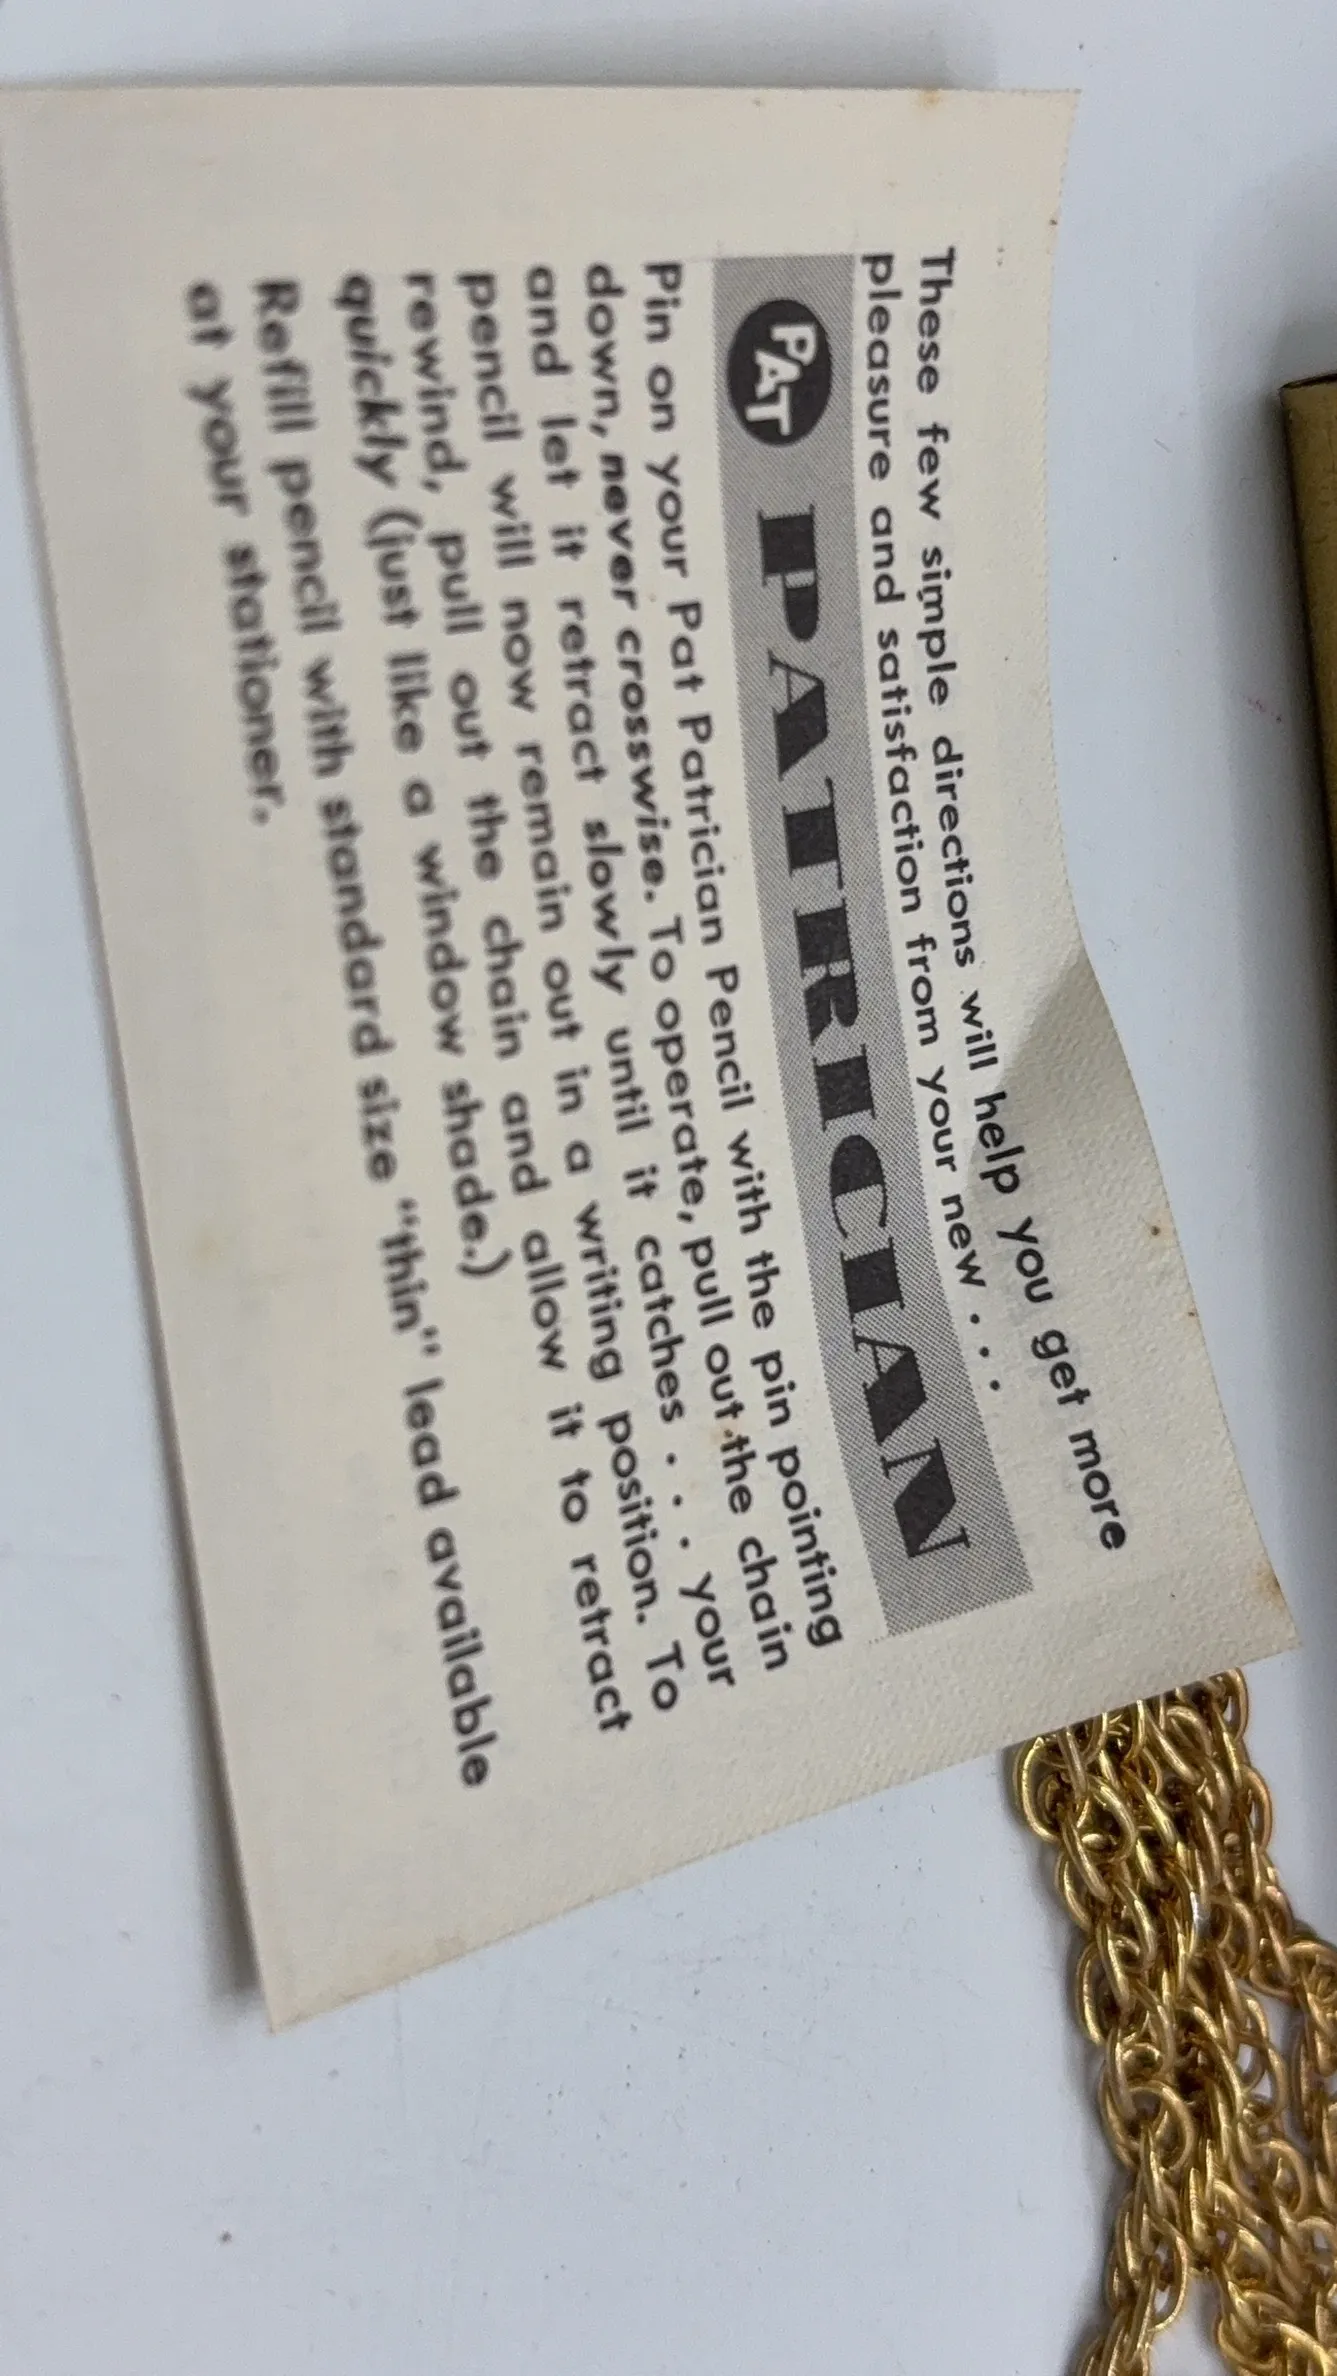 These few simple directions will help you get more
pleasure and satisfaction from your new . . .
PAT PATRICIAN
Pin on your Pat Patrician Pencil with the pin pointing
down, never crosswise. To operate, pull out the chain
and let it retract slowly until it catches . . . your
pencil will now remain out in a writing position. To
rewind, pull out the chain and allow it to retract
quickly (just like a window shade.)
Refill pencil with standard size "thin" lead available
at your stationer.